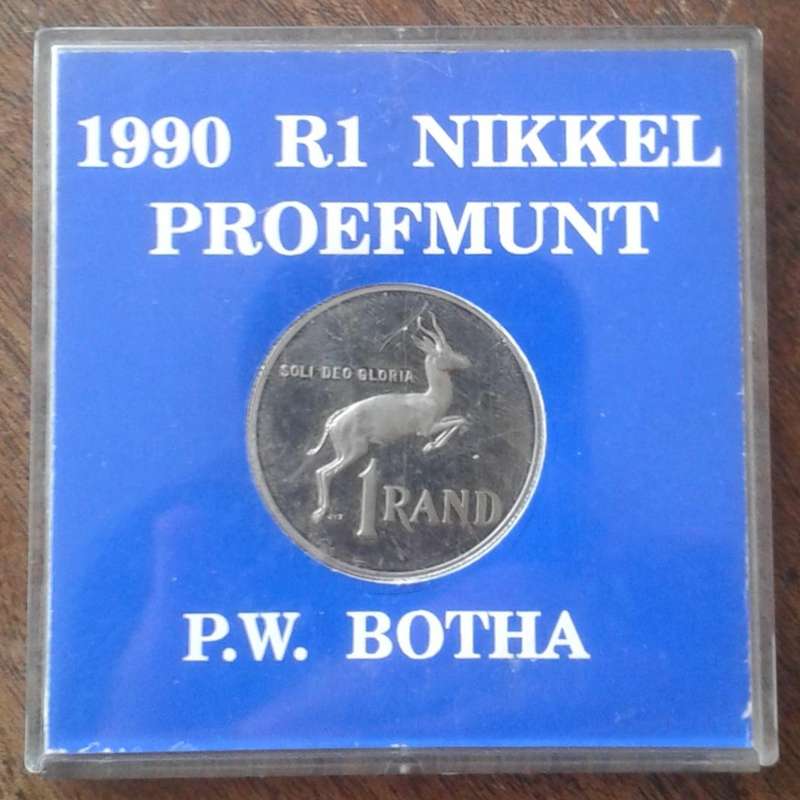 1990 R1 NIKKEL
PROEFMUNT
SOLI DEO GLORIA
1 RAND
P.W. BOTHA